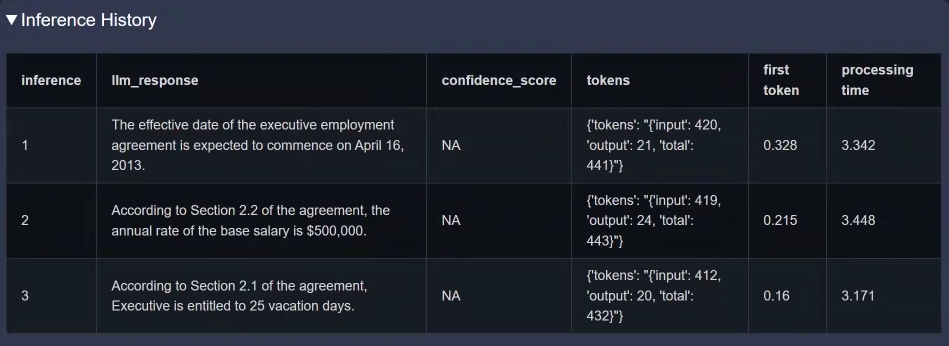 ▼Inference History
inference llm_response confidence_score tokens first token processing time
1
The effective date of the executive employment
agreement is expected to commence on April 16,
2013.
NA
{'tokens': "{'input': 420,
'output': 21, 'total':
441}"}
0.328
3.342
2
According to Section 2.2 of the agreement, the
annual rate of the base salary is $500,000.
NA
{'tokens': "{'input': 419,
'output': 24, 'total':
443}"}
0.215
3.448
3
According to Section 2.1 of the agreement,
Executive is entitled to 25 vacation days.
NA
{'tokens': "{'input': 412,
'output': 20, 'total':
432}"}
0.16
3.171